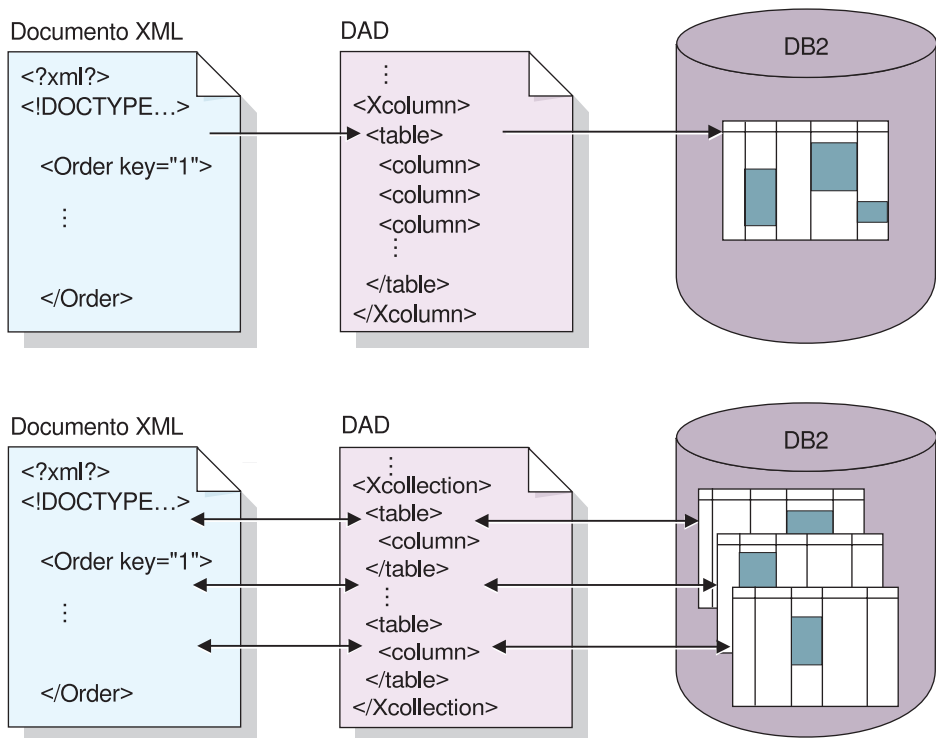 Documento XML
<?xml?>
<!DOCTYPE...>
<Order key="1">
⋮
</Order>
DAD
⋮
<Xcolumn>
<table>
<column>
<column>
<column>
⋮
</table>
</Xcolumn>
DB2
Documento XML
<?xml?>
<!DOCTYPE...>
<Order key="1">
⋮
</Order>
DAD
⋮
<Xcollection>
<table>
<column>
</table>
⋮
<table>
<column>
</table>
</Xcollection>
DB2